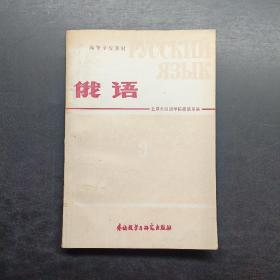 高等学校教材
РУССКИЙ
ЯЗЫК
俄语
北京外国语学院俄语系编
3
外语教学与研究出版社